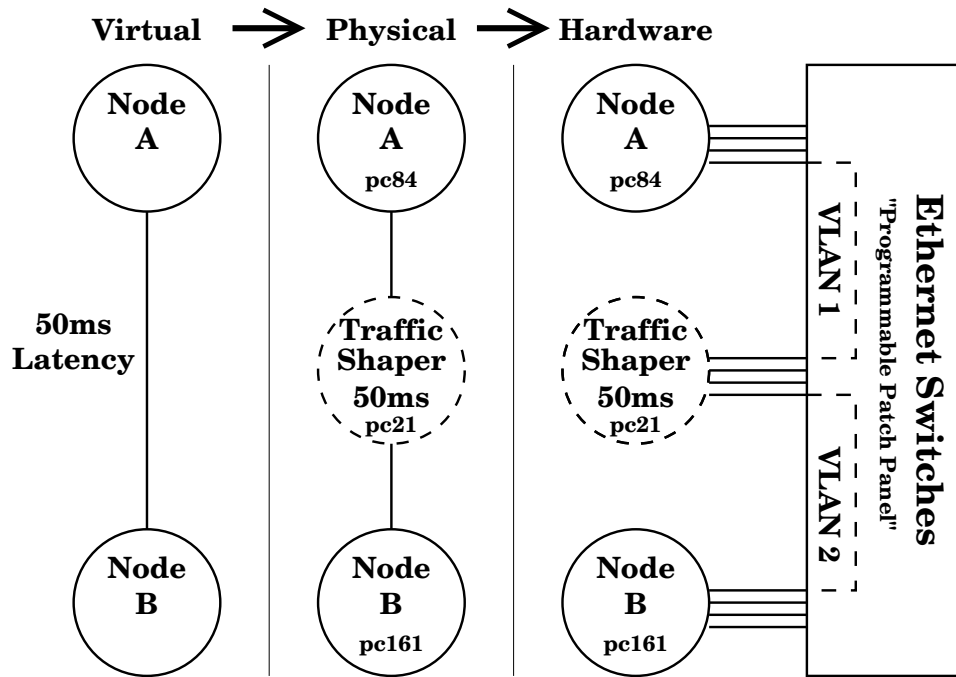 Virtual
Physical
Hardware
Node
A
50ms
Latency
Node
B
Node
A
pc84
Traffic
Shaper
50ms
pc21
Node
B
pc161
Node
A
pc84
Traffic
Shaper
50ms
pc21
Node
B
pc161
VLAN 1
VLAN 2
Ethernet Switches
"Programmable Patch Panel"